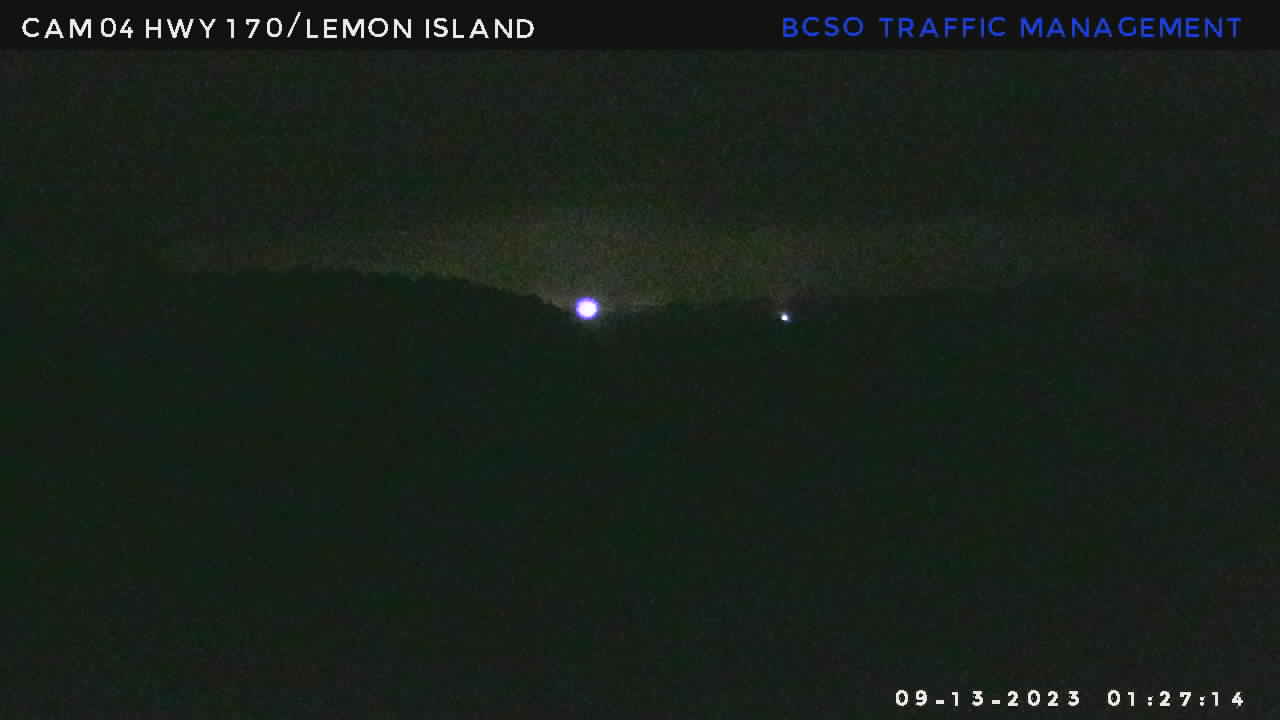 CAM04 HWY 170/LEMON ISLAND
BCSO TRAFFIC MANAGEMENT
09-13-2023 01:27:14